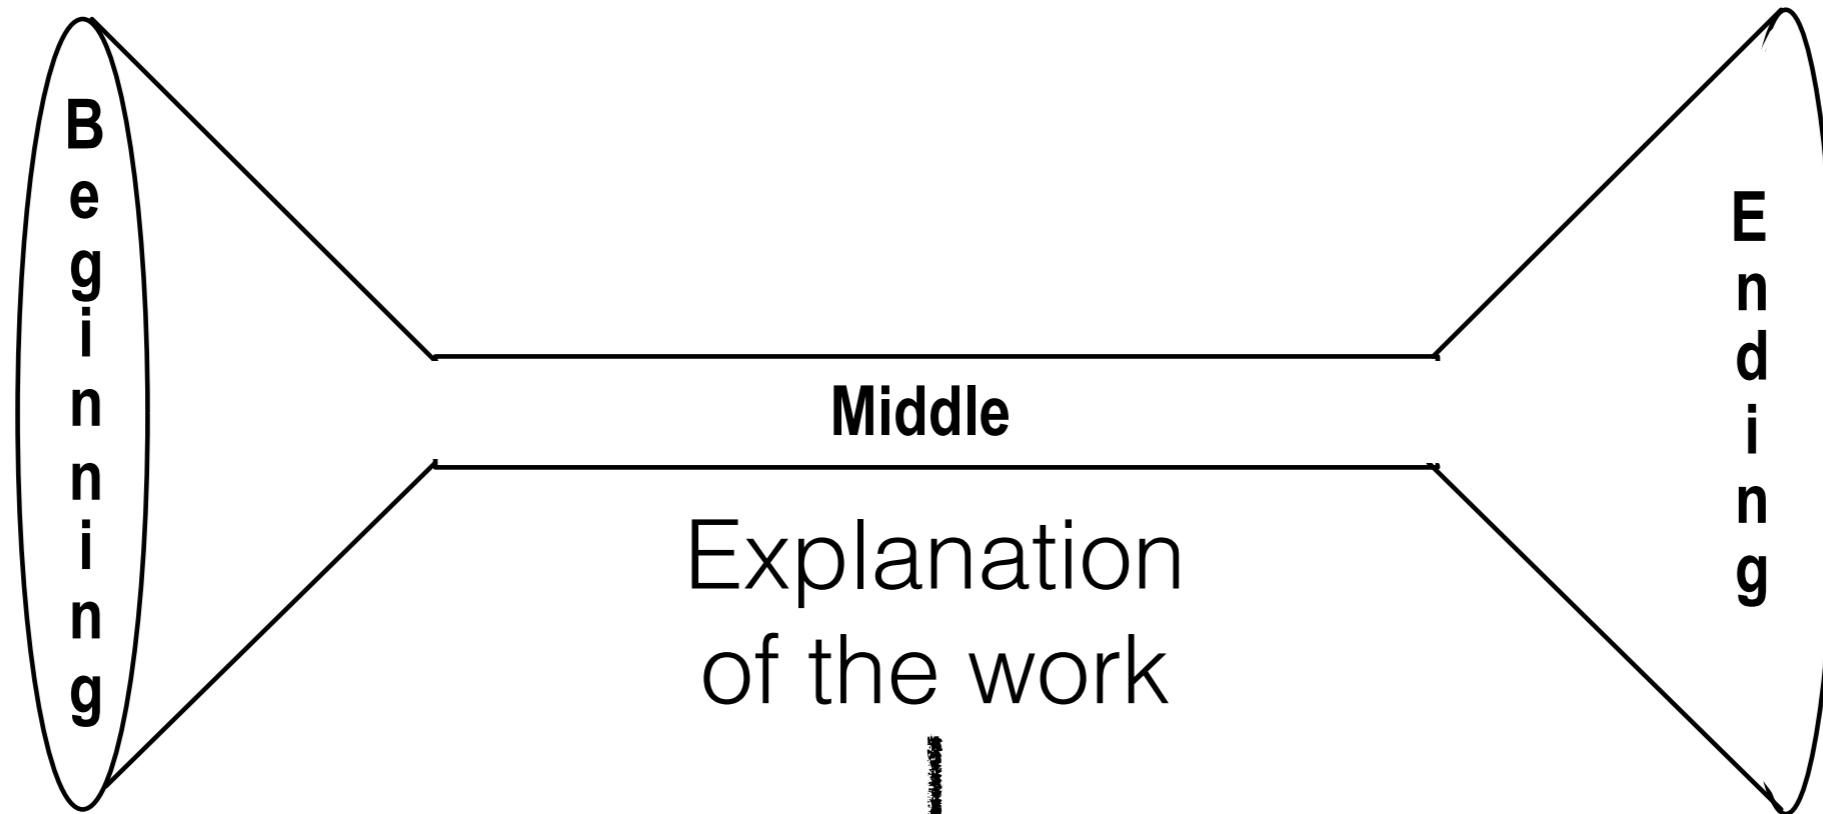 Beginning
Middle
Explanation
of the work
Ending